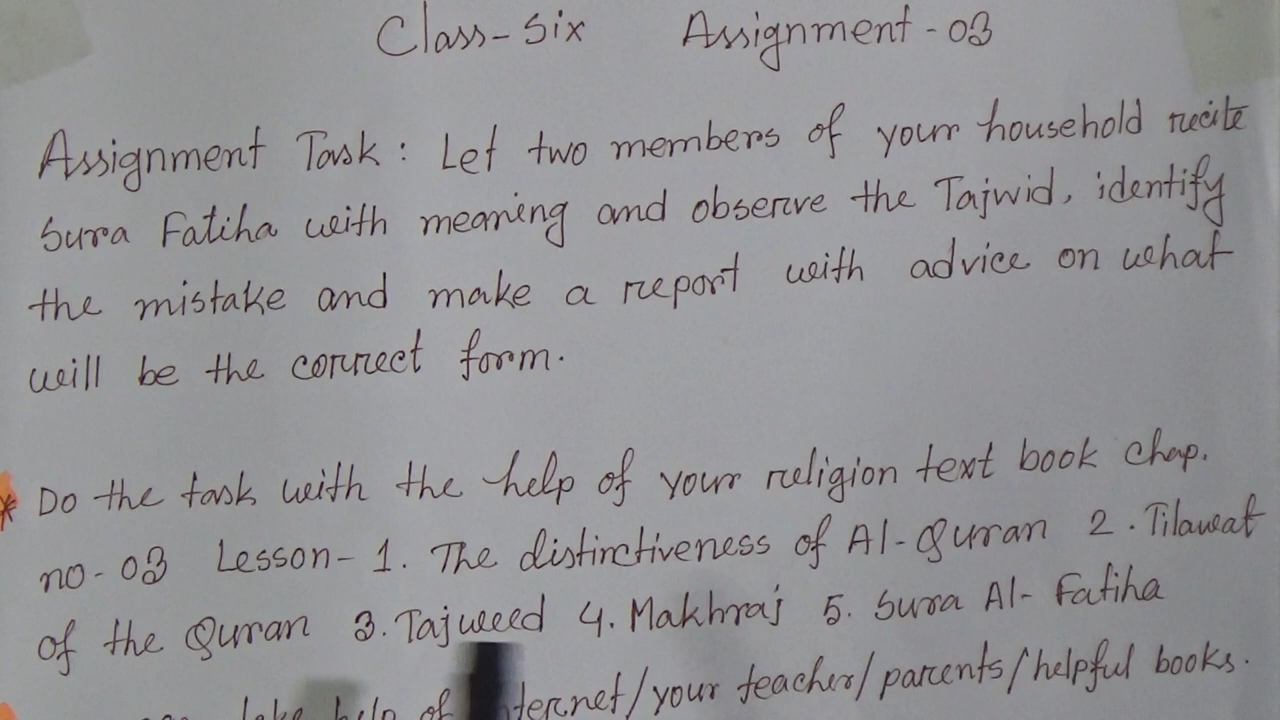 Class-Six Assignment-03
Assignment Task: Let two members of your household recite
Sura Fatiha with meaning and observe the Tajwid, identify
the mistake and make a report with advice on what
will be the correct form.
* Do the task with the help of your religion text book chap.
no-03 Lesson-1. The distinctiveness of Al-Quran 2. Tilawat
of the Quran 3. Tajweed 4. Makhraj 5. Sura Al-Fatiha
take help of /your teacher/parents/helpful books.